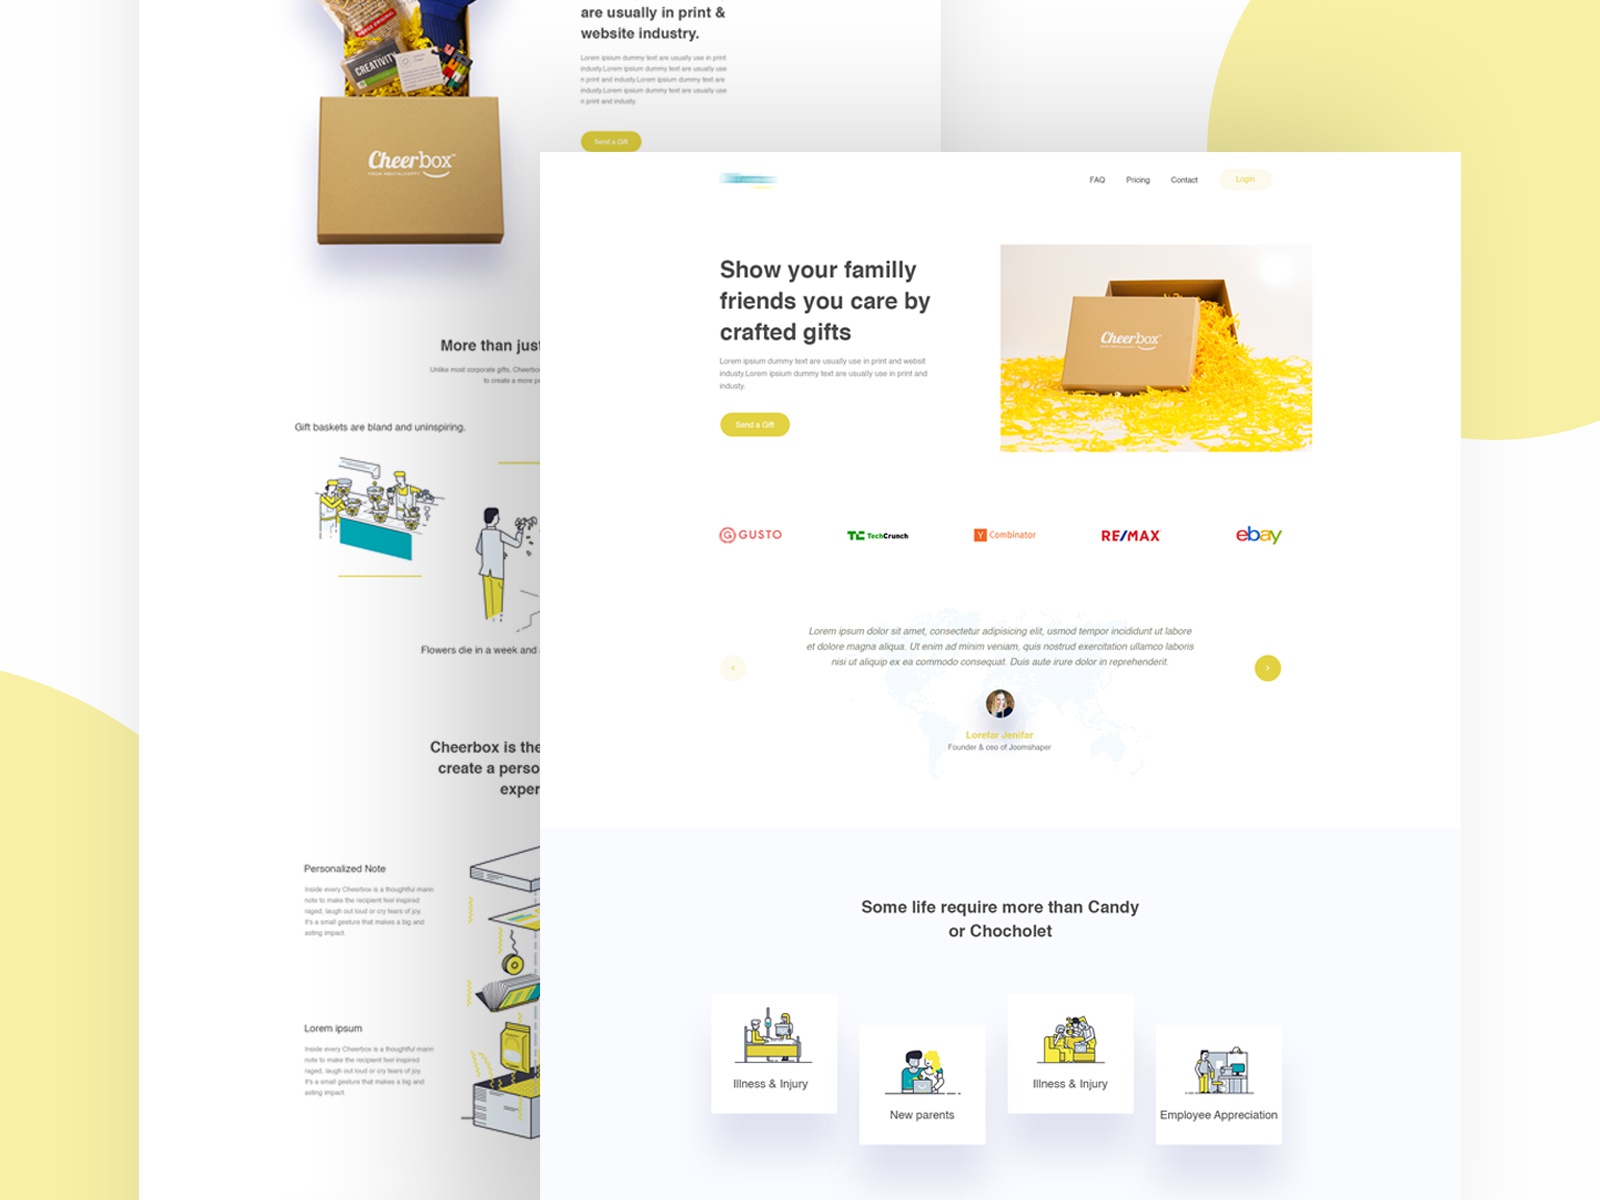 are usually in print &
website industry.
Lorem ipsium dummy text are usually use in print
industy.Lorem ipsium dummy text are usually use
n print and industy.Lorem ipsium dummy text are
industy.Lorem ipsium dummy text are usually use
n print and industy.
Send a Gift
CREATIVITY
Cheerbox™
More than just
Unlike most corporate gifts, Cheerbo
to create a more p
Gift baskets are bland and uninspiring.
Flowers die in a week and
Cheerbox is the
create a perso
exper
Personalized Note
Inside every Cheerbox is a thoughtful mann
note to make the recipient feel inspired
raged, laugh out loud or cry tears of joy.
It's a small gesture that makes a big and
asting impact.
Lorem ipsum
Inside every Cheerbox is a thoughtful mann
note to make the recipient feel inspired
raged, laugh out loud or cry tears of joy.
It's a small gesture that makes a big and
asting impact.
FAQ Pricing Contact Login
Show your familly
friends you care by
crafted gifts
Lorem ipsium dummy text are usually use in print and websit
industy.Lorem ipsium dummy text are usually use in print and
industy.
Send a Gift
Cheerbox™
GUSTO TechCrunch Y Combinator RE/MAX ebay
Lorem ipsum dolor sit amet, consectetur adipisicing elit, usmod tempor incididunt ut labore
et dolore magna aliqua. Ut enim ad minim veniam, quis nostrud exercitation ullamco laboris
nisi ut aliquip ex ea commodo consequat. Duis aute irure dolor in reprehenderit.
Lorefar Jenifar
Founder & ceo of Joomshaper
Some life require more than Candy
or Chocholet
Illness & Injury
New parents
Illness & Injury
Employee Appreciation